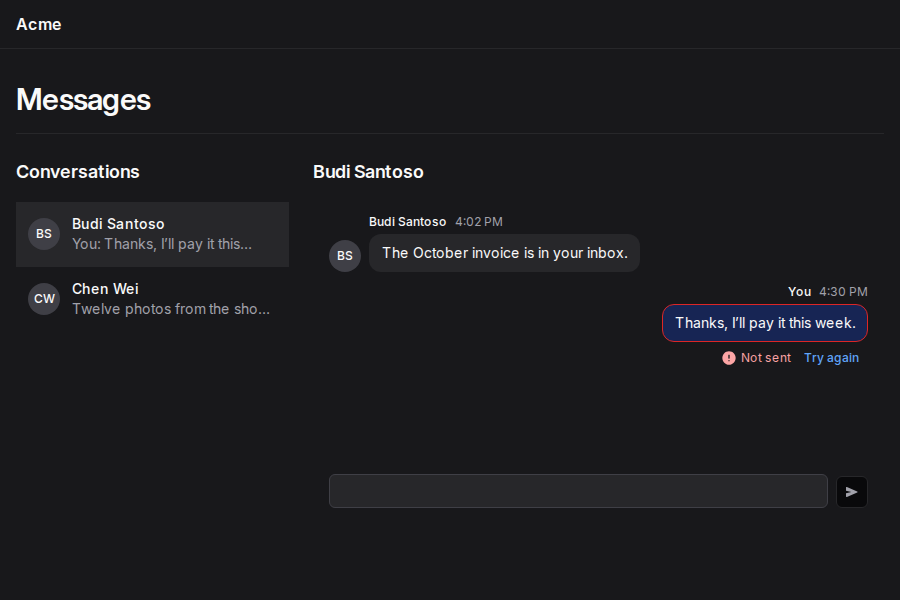 Acme
Messages
Conversations
BS
Budi Santoso
You: Thanks, I’ll pay it this…
CW
Chen Wei
Twelve photos from the sho…
Budi Santoso
Budi Santoso 4:02 PM
BS
The October invoice is in your inbox.
You 4:30 PM
Thanks, I’ll pay it this week.
Not sent Try again